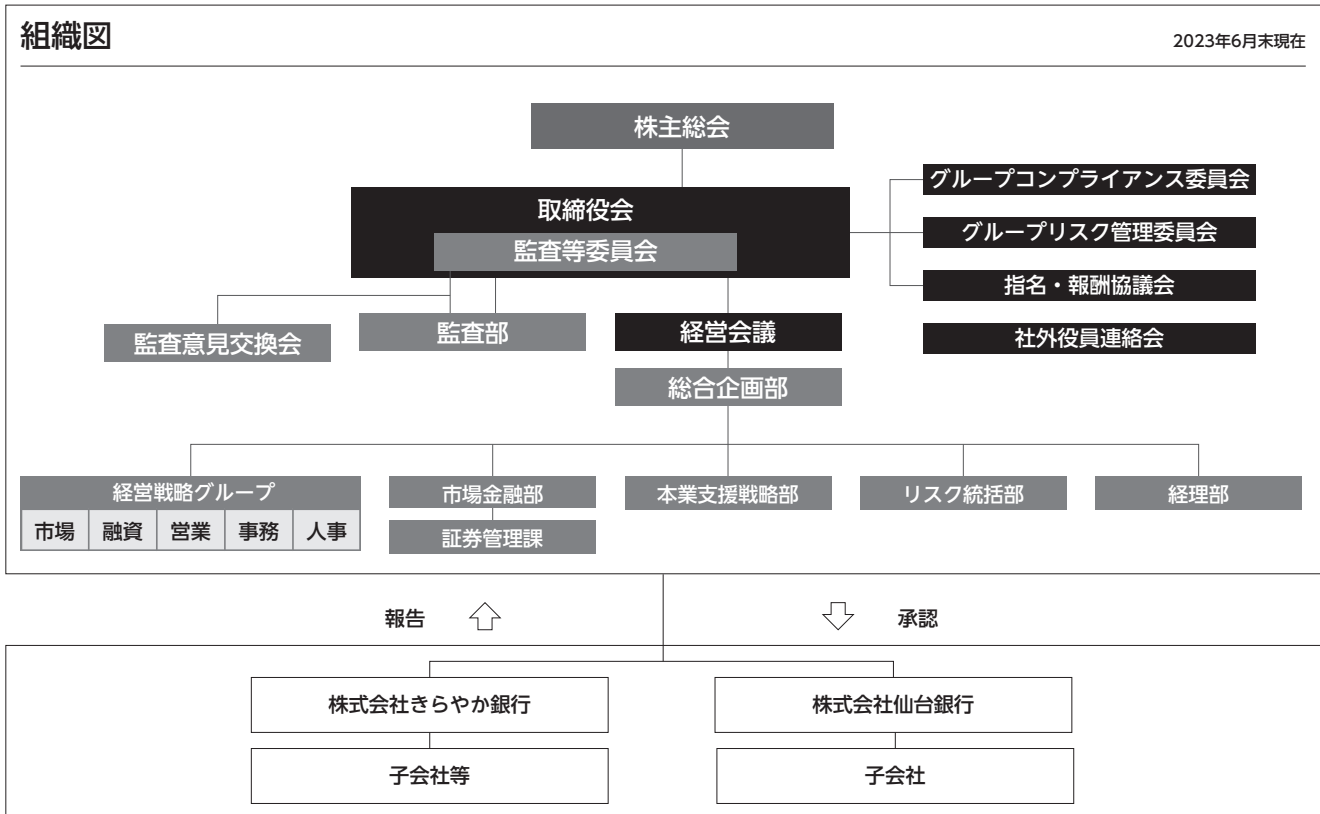 組織図
2023年6月末現在
株主総会
取締役会
監査等委員会
グループコンプライアンス委員会
グループリスク管理委員会
指名・報酬協議会
社外役員連絡会
監査意見交換会
監査部
経営会議
総合企画部
経営戦略グループ
市場 融資 営業 事務 人事
市場金融部
証券管理課
本業支援戦略部
リスク統括部
経理部
報告
承認
株式会社きらやか銀行
株式会社仙台銀行
子会社等
子会社